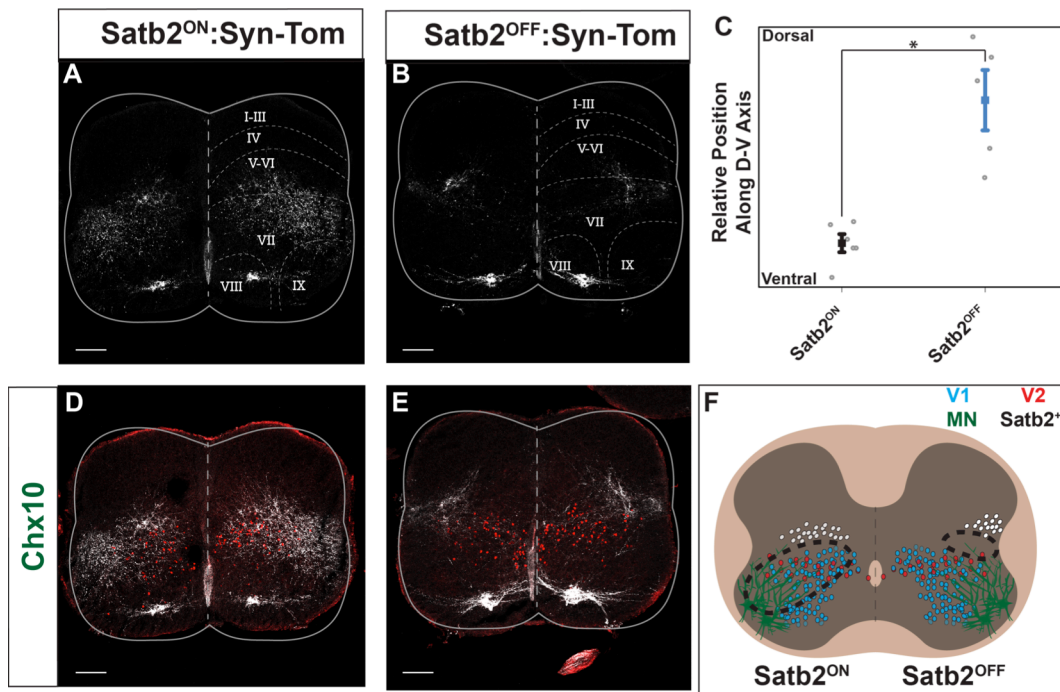 Satb2ON:Syn-Tom
Satb2OFF:Syn-Tom
A
I-III
IV
V-VI
VII
VIII
IX
B
I-III
IV
V-VI
VII
VIII
IX
C
Dorsal
*
Relative Position
Along D-V Axis
Ventral
Satb2ON
Satb2OFF
Chx10
D
E
F
V1 V2
MN Satb2+
Satb2ON Satb2OFF